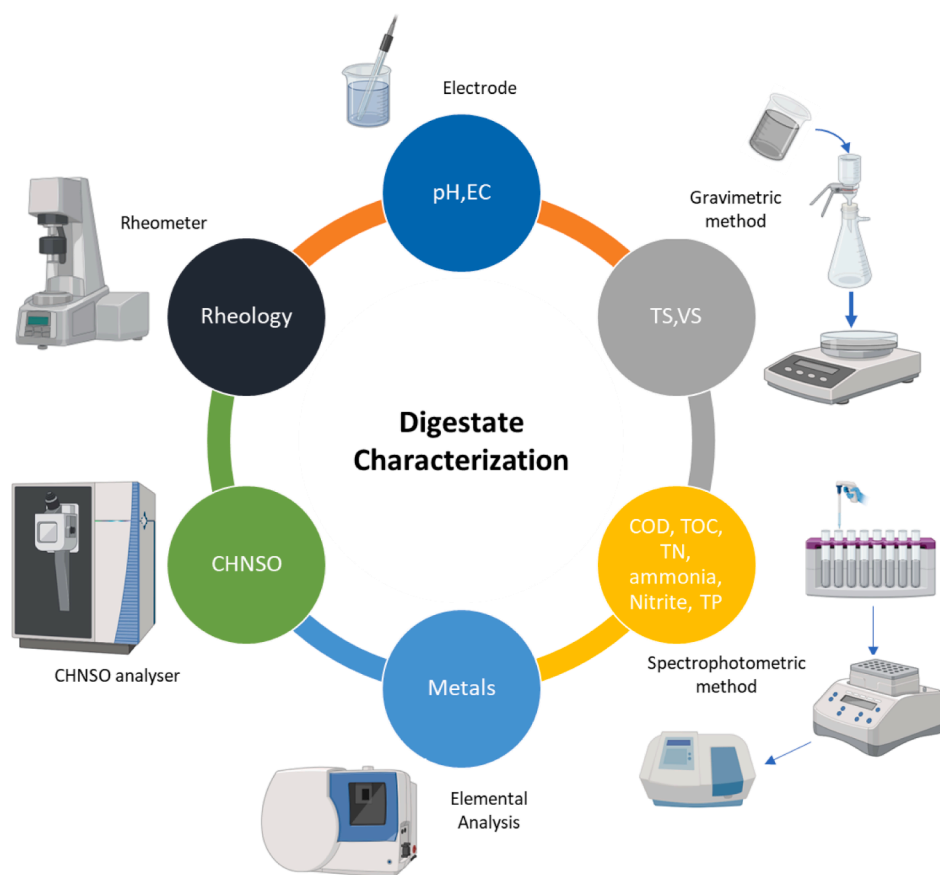 Electrode
pH,EC
Gravimetric
method
Rheometer
Rheology
TS,VS
Digestate
Characterization
COD, TOC,
TN,
ammonia,
Nitrite, TP
CHNSO
CHNSO analyser
Spectrophotometric
method
Metals
Elemental
Analysis